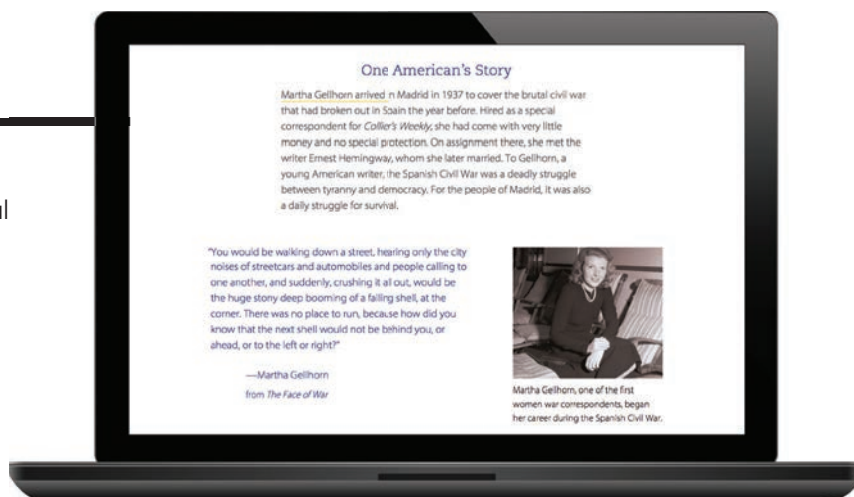 One American's Story
Martha Gellhorn arrived in Madrid in 1937 to cover the brutal civil war
that had broken out in Spain the year before. Hired as a special
correspondent for Collier's Weekly, she had come with very little
money and no special protection. On assignment there, she met the
writer Ernest Hemingway, whom she later married. To Gellhorn, a
young American writer, the Spanish Civil War was a deadly struggle
between tyranny and democracy. For the people of Madrid, it was also
a daily struggle for survival.
"You would be walking down a street, hearing only the city
noises of streetcars and automobiles and people calling to
one another, and suddenly, crushing it all out, would be
the huge stony deep booming of a falling shell, at the
corner. There was no place to run, because how did you
know that the next shell would not be behind you, or
ahead, or to the left or right?"
—Martha Gellhorn
from The Face of War
Martha Gellhorn, one of the first
women war correspondents, began
her career during the Spanish Civil War.